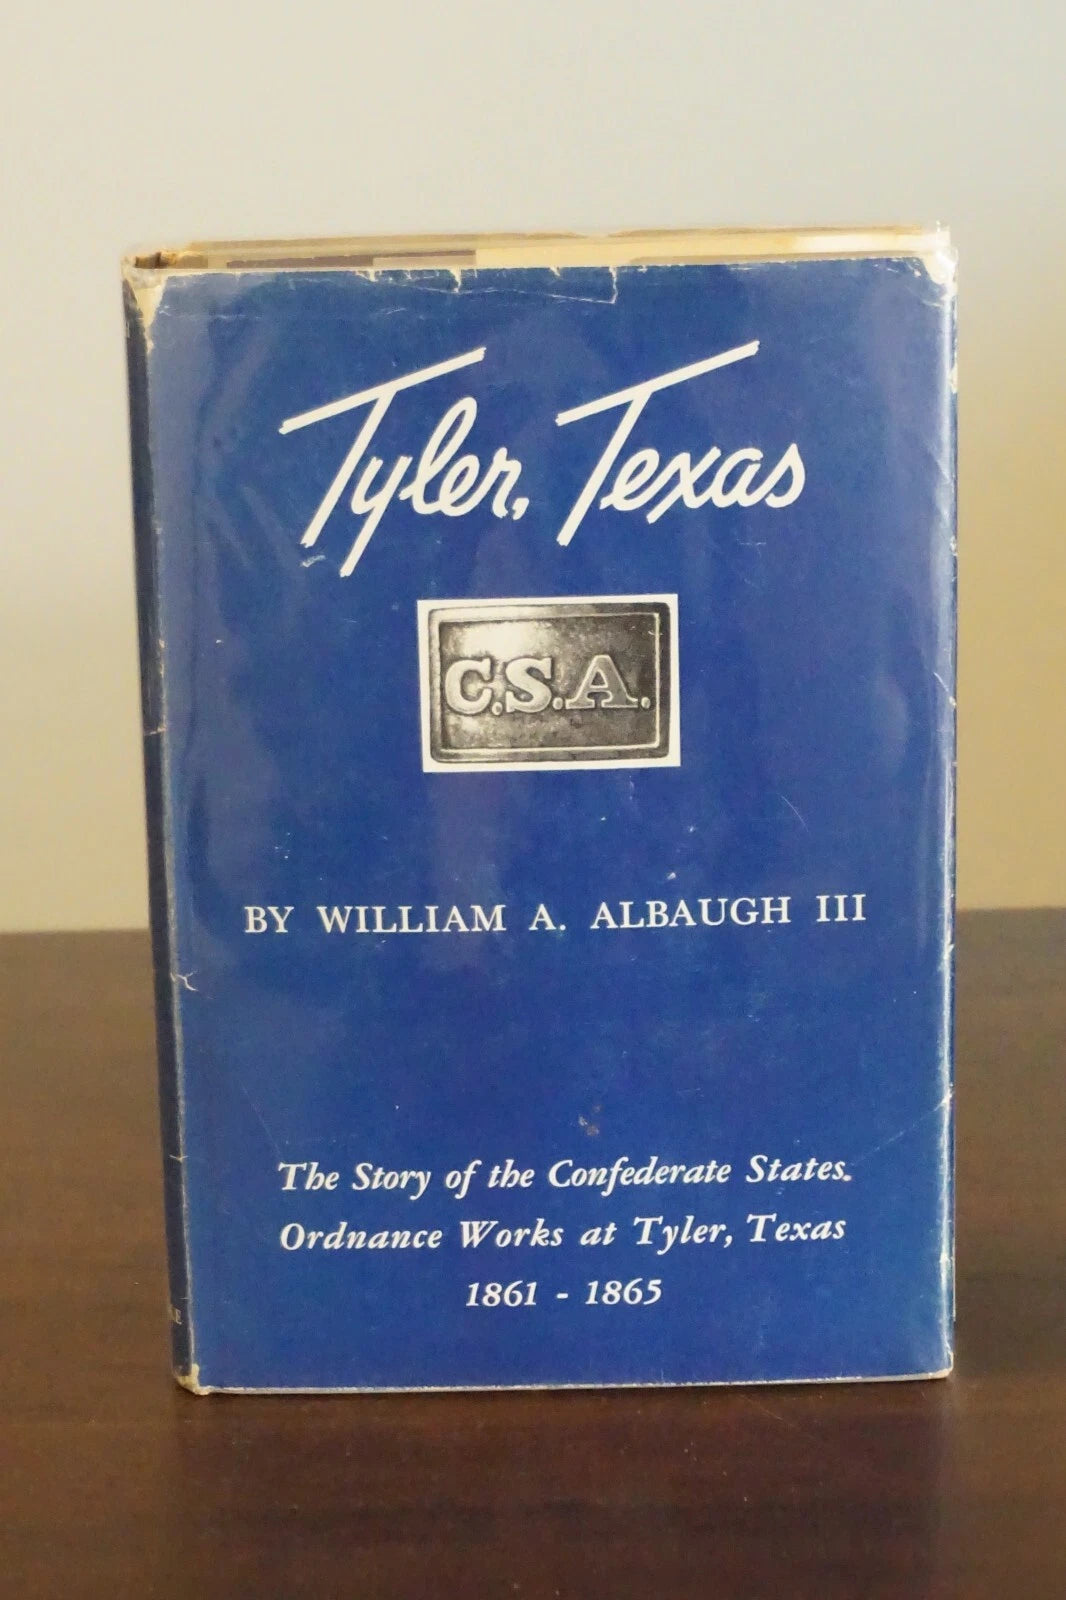 Tyler, Texas
C.S.A.
BY WILLIAM A. ALBAUGH III
The Story of the Confederate States.
Ordnance Works at Tyler, Texas
1861 - 1865